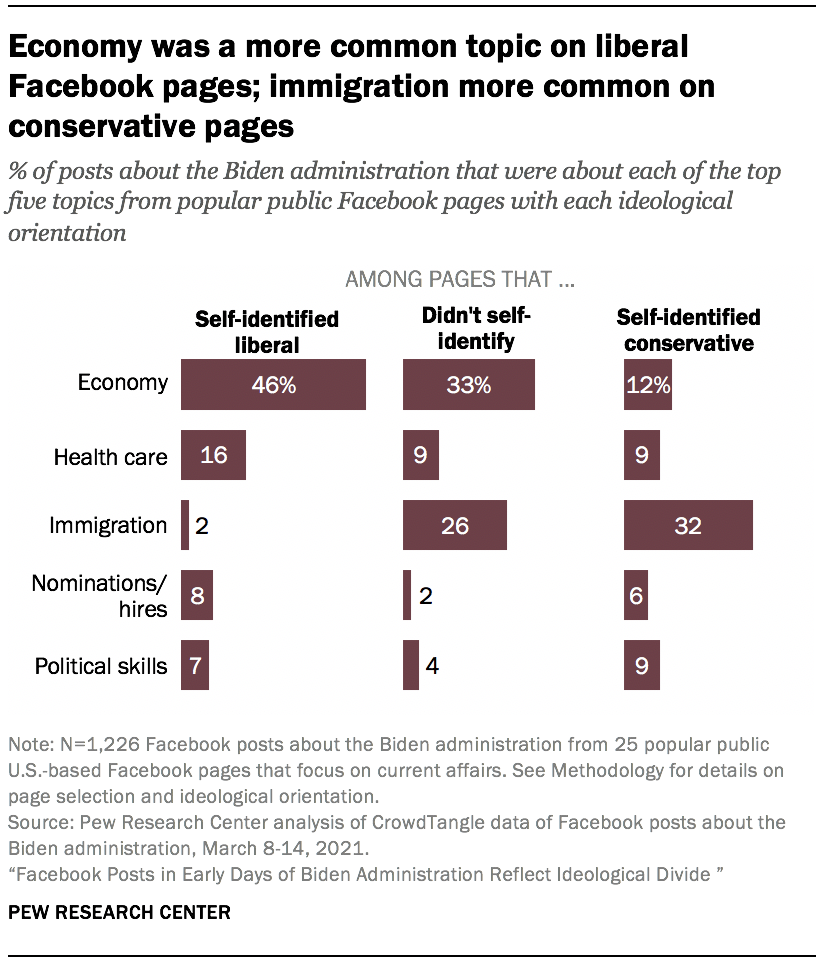 Economy was a more common topic on liberal
Facebook pages; immigration more common on
conservative pages
% of posts about the Biden administration that were about each of the top
five topics from popular public Facebook pages with each ideological
orientation
AMONG PAGES THAT ...
Self-identified
liberal
Didn't self-
identify
Self-identified
conservative
Economy 46% 33% 12%
Health care 16 9 9
Immigration 2 26 32
Nominations/
hires 8 2 6
Political skills 7 4 9
Note: N=1,226 Facebook posts about the Biden administration from 25 popular public
U.S.-based Facebook pages that focus on current affairs. See Methodology for details on
page selection and ideological orientation.
Source: Pew Research Center analysis of CrowdTangle data of Facebook posts about the
Biden administration, March 8-14, 2021.
“Facebook Posts in Early Days of Biden Administration Reflect Ideological Divide ”
PEW RESEARCH CENTER